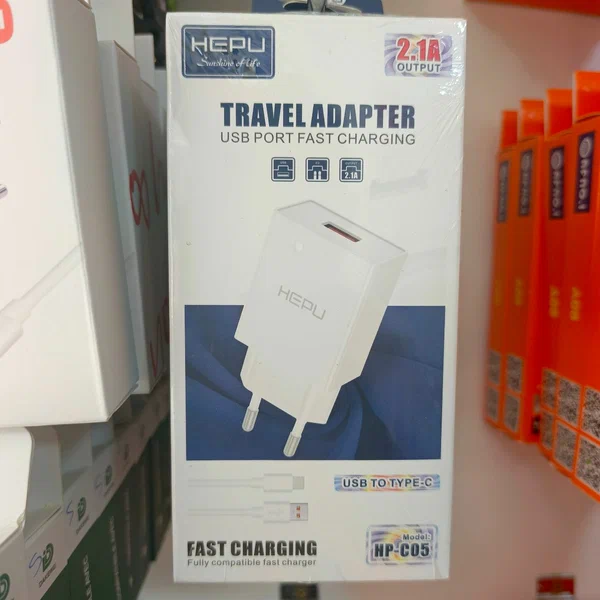 HEPU
Sunshine of life
2.1A
OUTPUT
TRAVEL ADAPTER
USB PORT FAST CHARGING
2.1A
HEPU
USB TO TYPE-C
FAST CHARGING
Fully compatible fast charger
Model:
HP-C05